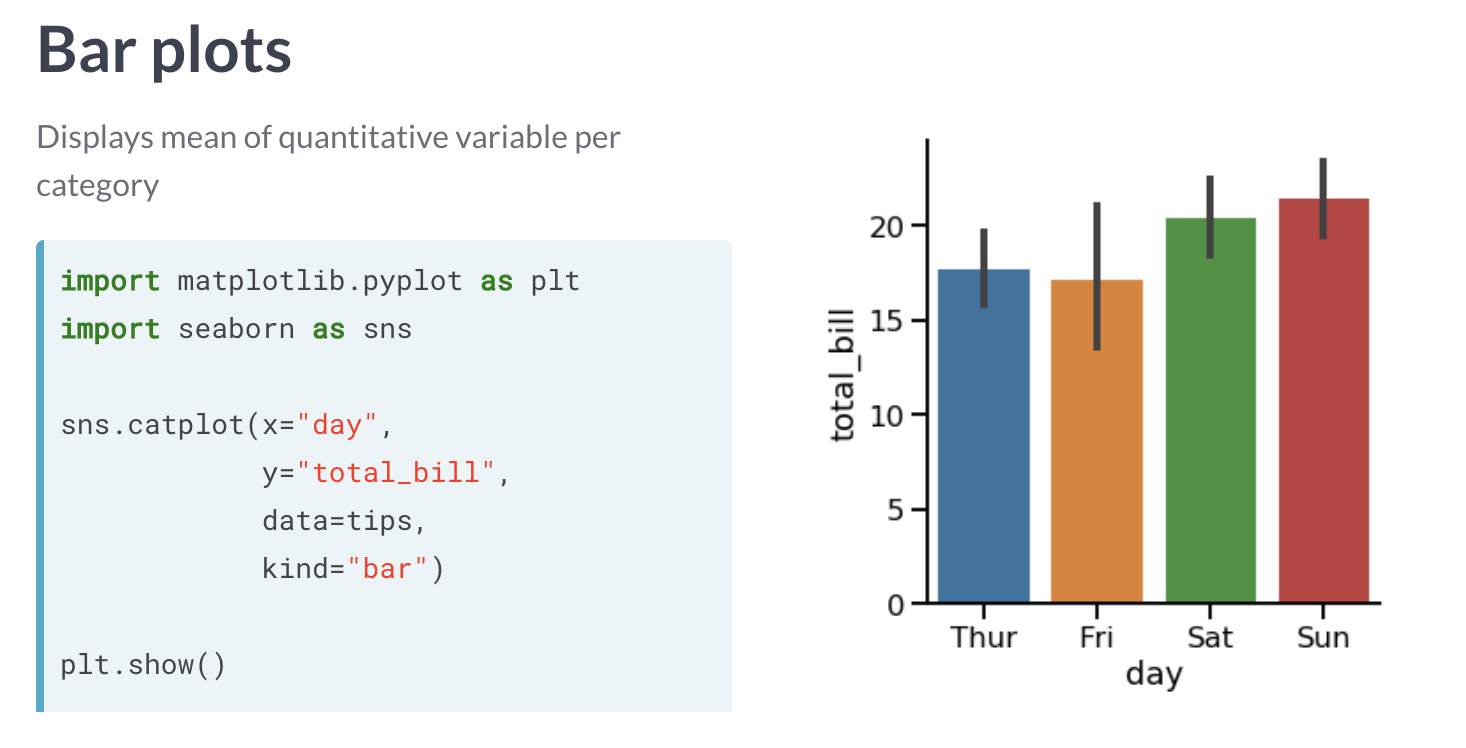 Bar plots
Displays mean of quantitative variable per
category
import matplotlib.pyplot as plt
import seaborn as sns
sns.catplot(x="day",
y="total_bill",
data=tips,
kind="bar")
plt.show()
total_bill
20
15
10
5
0
Thur Fri Sat Sun
day